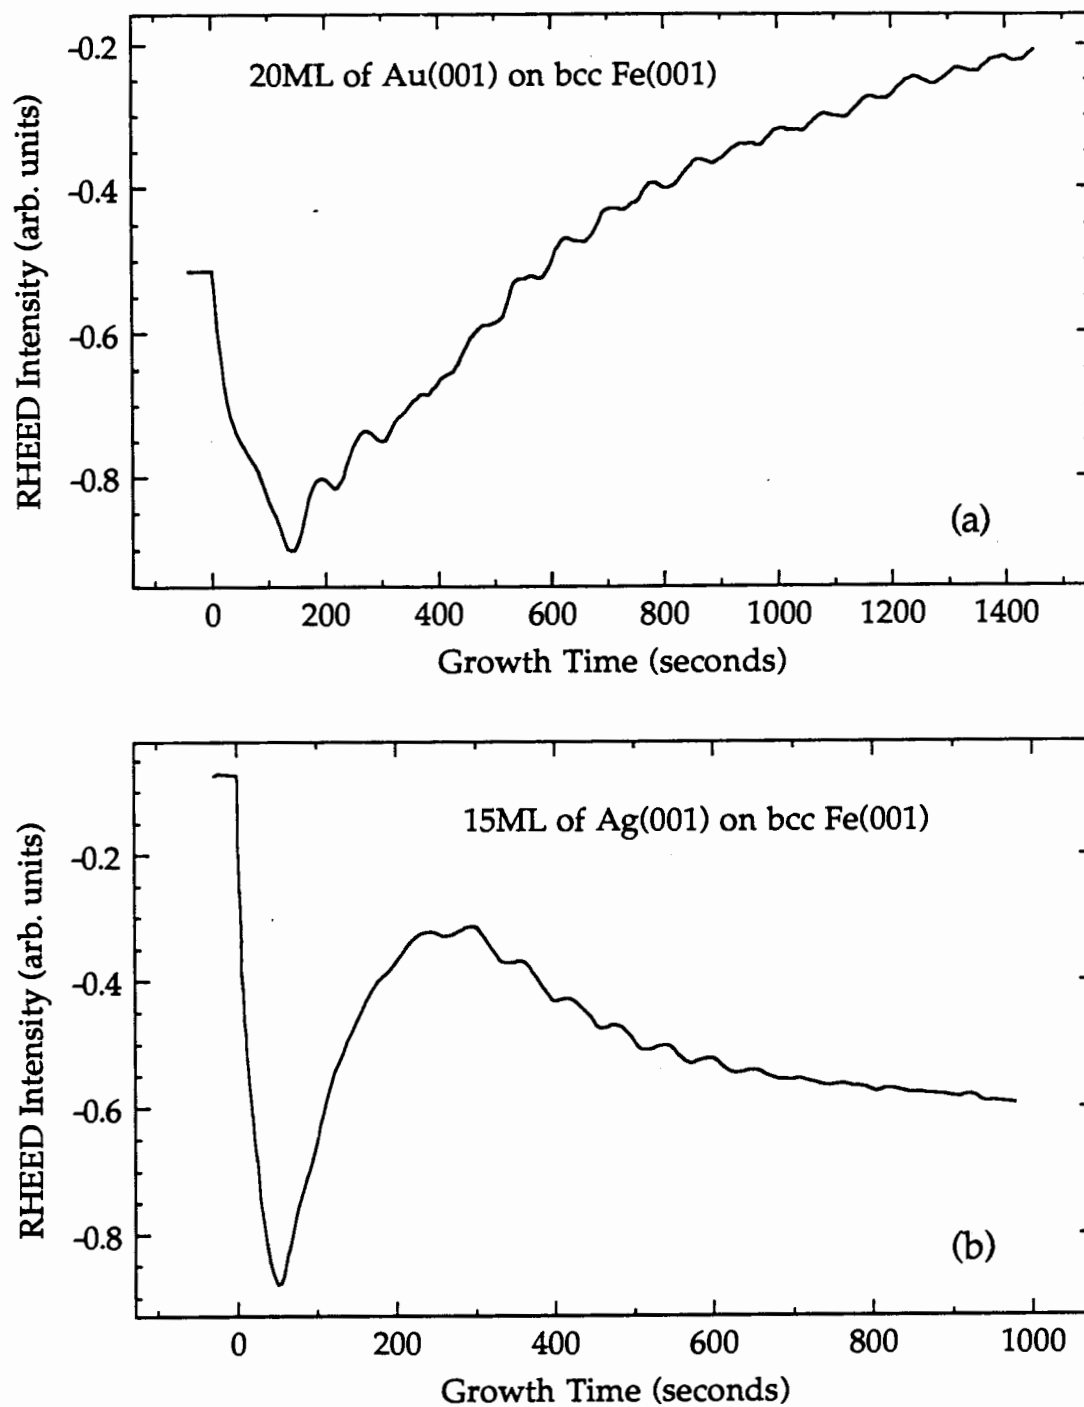 20ML of Au(001) on bcc Fe(001)
RHEED Intensity (arb. units)
-0.2
-0.4
-0.6
-0.8
(a)
0 200 400 600 800 1000 1200 1400
Growth Time (seconds)
15ML of Ag(001) on bcc Fe(001)
RHEED Intensity (arb. units)
-0.2
-0.4
-0.6
-0.8
(b)
0 200 400 600 800 1000
Growth Time (seconds)